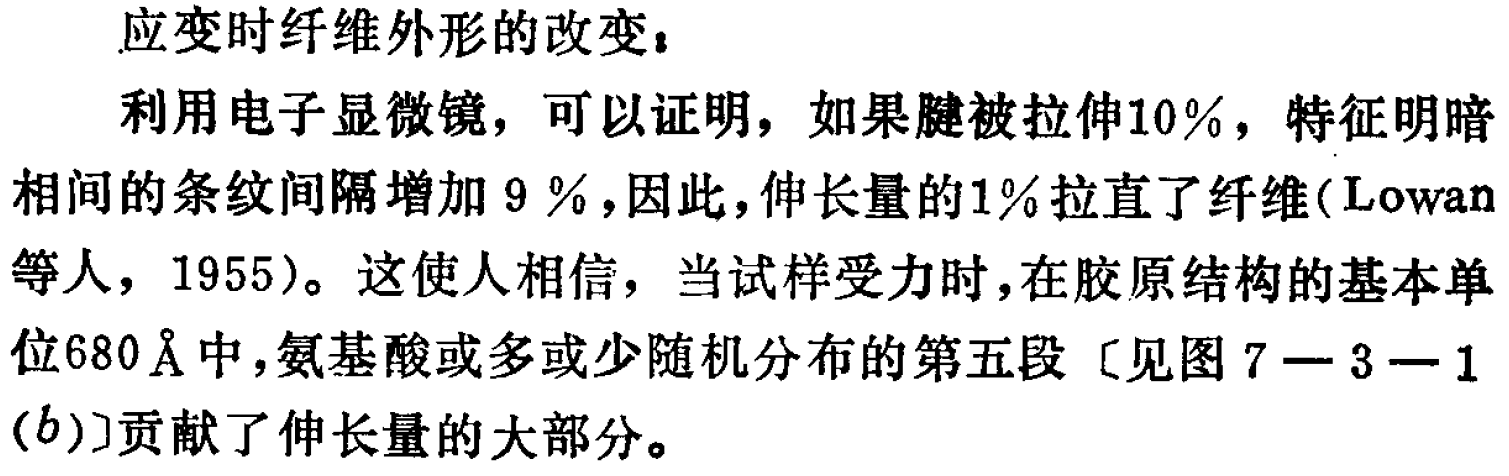 应变时纤维外形的改变：
利用电子显微镜，可以证明，如果腱被拉伸10%，特征明暗
相间的条纹间隔增加 9 %,因此,伸长量的1%拉直了纤维(Lowan
等人，1955)。这使人相信，当试样受力时,在胶原结构的基本单
位680 Å 中,氨基酸或多或少随机分布的第五段〔见图 7 — 3 — 1
(b)〕贡献了伸长量的大部分。